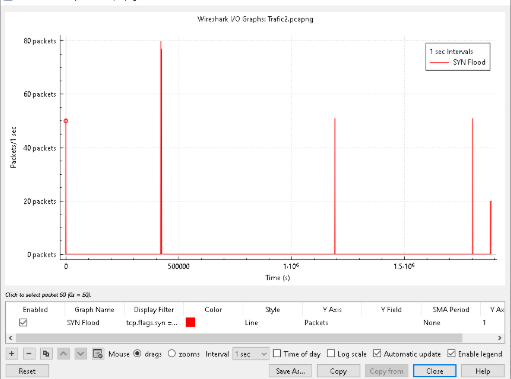 Wireshark I/O Graphs: Trafic2.pcapng
80 packets
60 packets
40 packets
20 packets
0 packets
Packets/1 sec
1 sec Intervals
SYN Flood
0 500000 1·10⁶ 1.5·10⁶
Time (s)
Click to select packet 50 (0s = 50).
Enabled Graph Name Display Filter Color Style Y Axis Y Field SMA Period Y Ax
SYN Flood tcp.flags.syn =... Line Packets None 1
Mouse drags zooms Interval 1 sec Time of day Log scale Automatic update Enable legend
Reset Save As... Copy Copy from Close Help